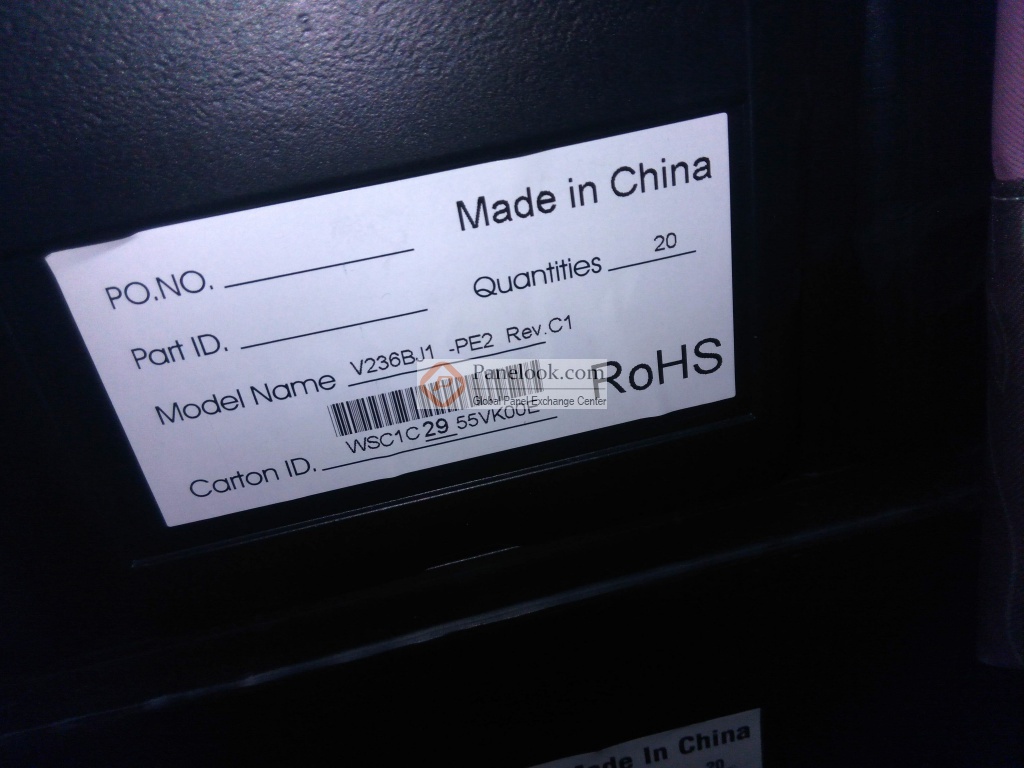 Made in China
PO.NO.
Quantities 20
Part ID.
Model Name V236BJ1 -PE2 Rev.C1
Panelook.com
Global Panel Exchange Center
RoHS
WSC1C 29 55VK00E
Carton ID.
Made In China
20